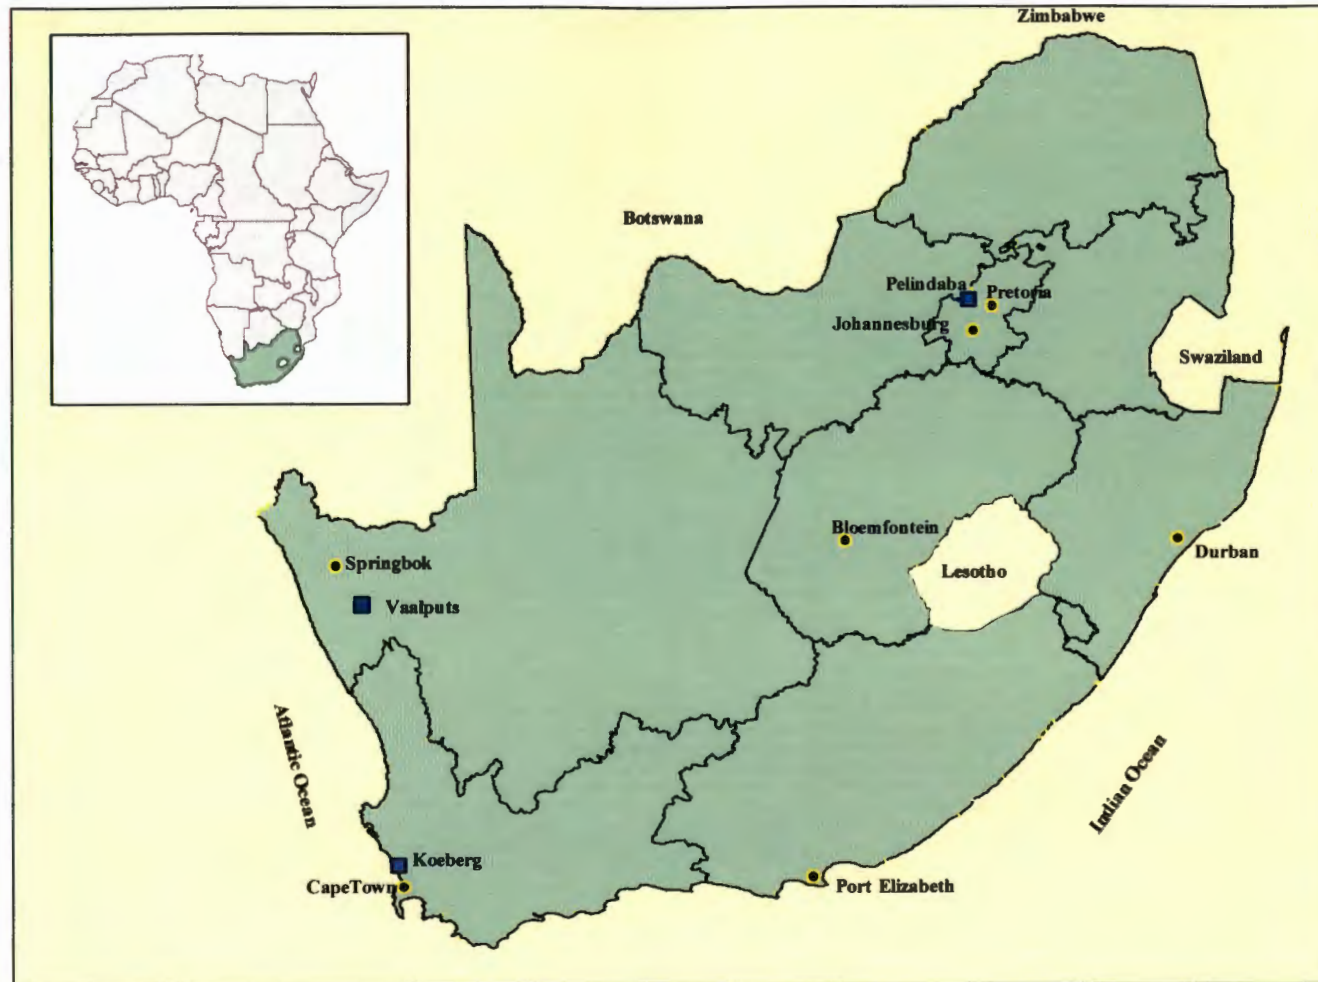 Zimbabwe
Botswana
Pelindaba
Pretoria
Johannesburg
Swaziland
Bloemfontein
Lesotho
Durban
Springbok
Vaalputs
Atlantic Ocean
Indian Ocean
Koeberg
CapeTown
Port Elizabeth